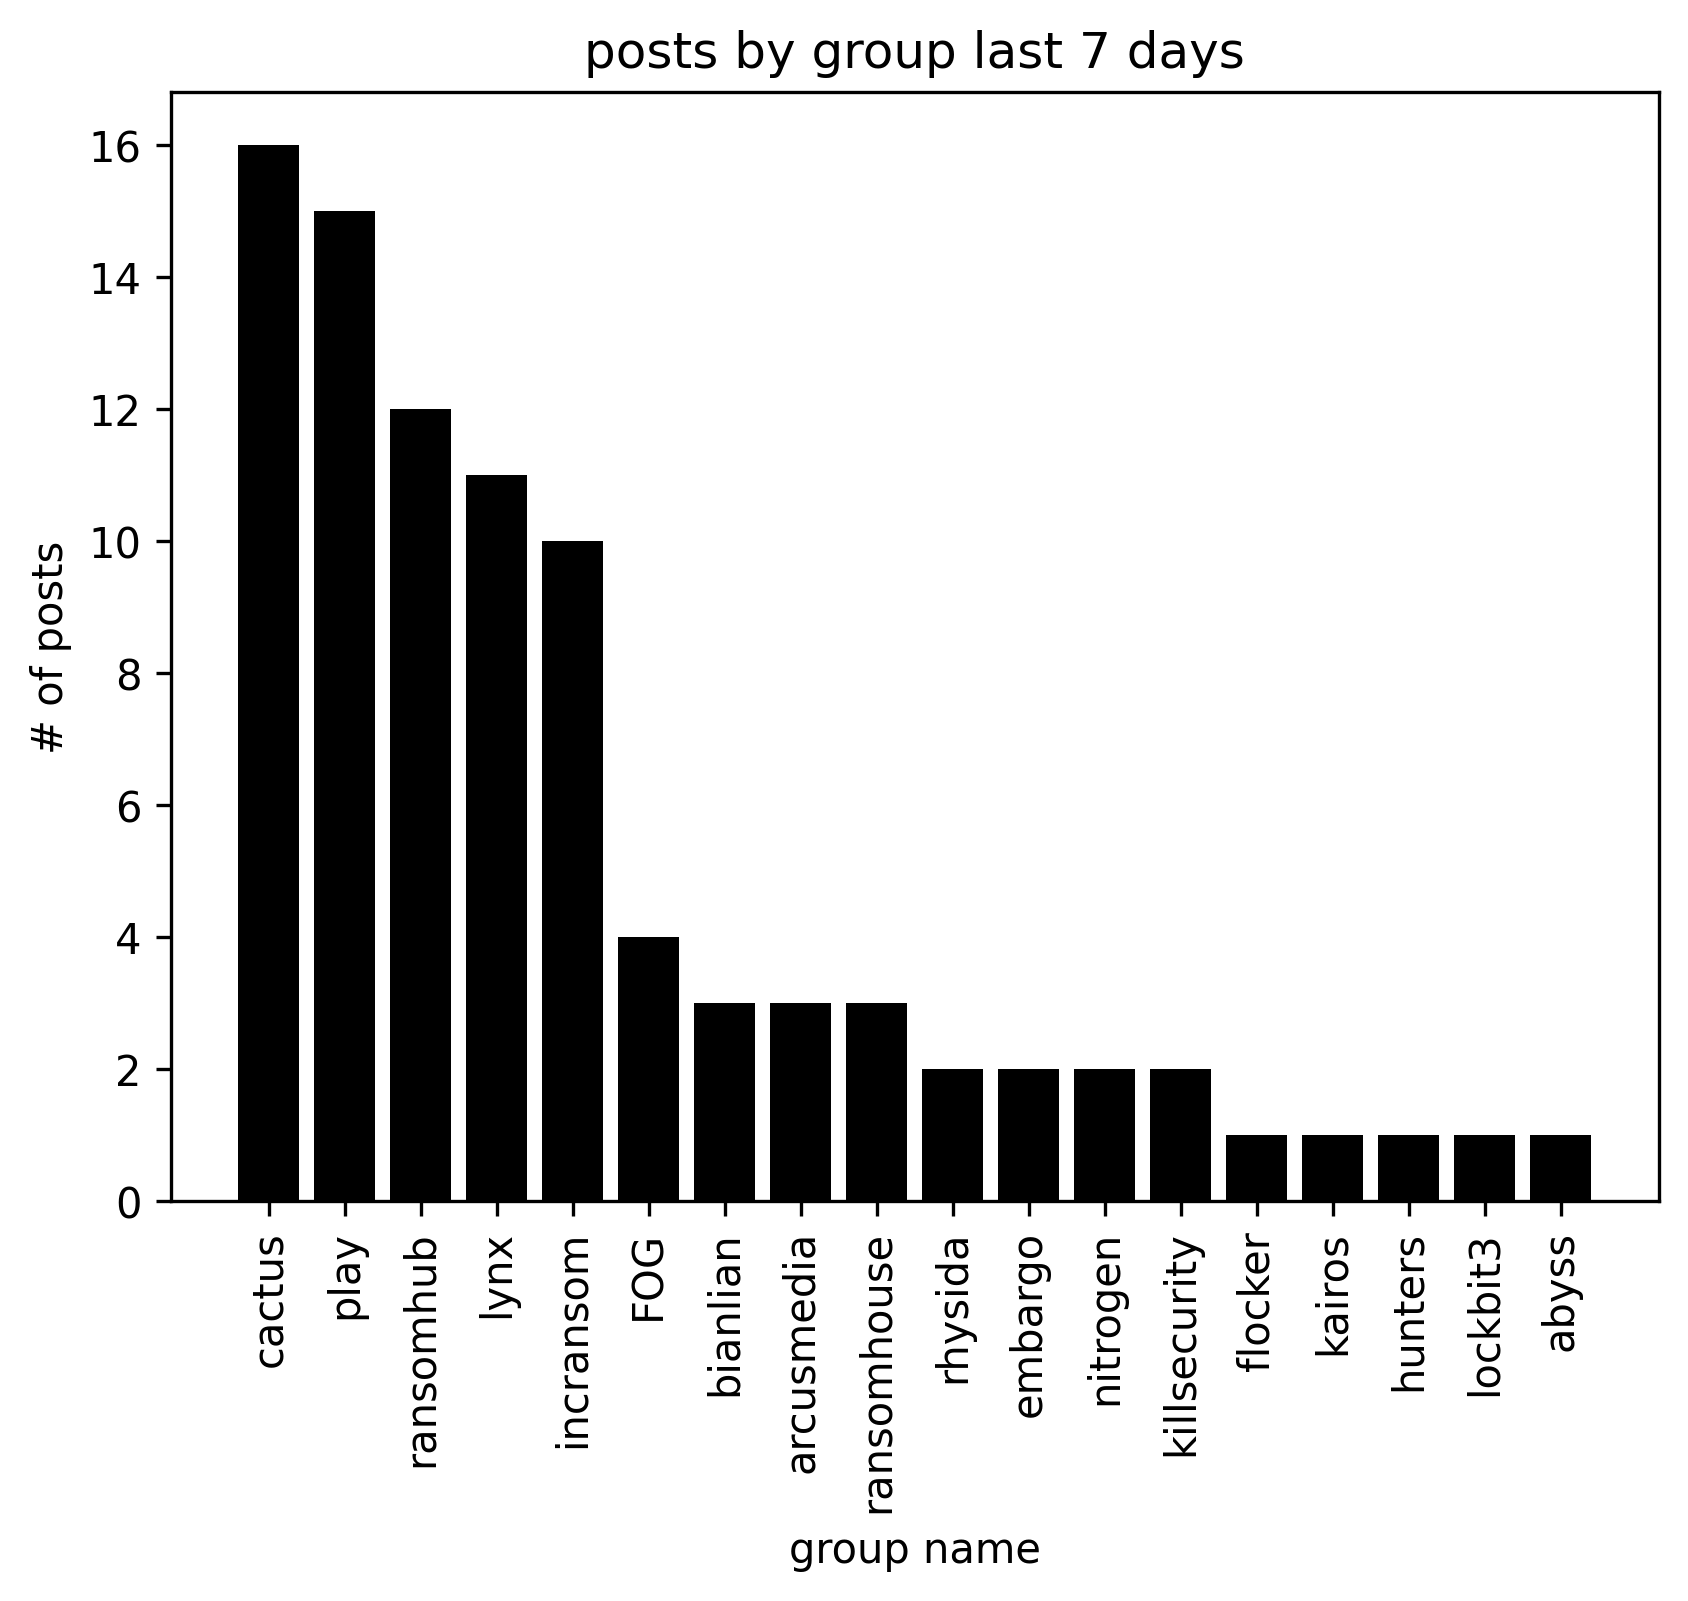 posts by group last 7 days
# of posts
16
14
12
10
8
6
4
2
0
cactus
play
ransomhub
lynx
incransom
FOG
bianlian
arcusmedia
ransomhouse
rhysida
embargo
nitrogen
killsecurity
flocker
kairos
hunters
lockbit3
abyss
group name